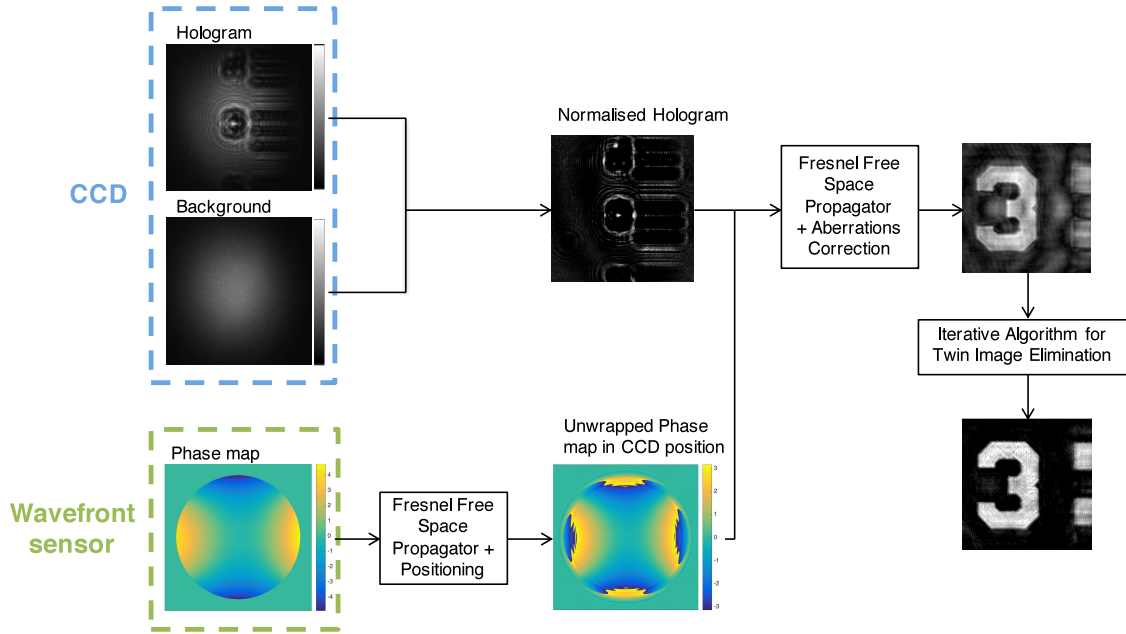 Hologram
CCD
Background
Normalised Hologram
Fresnel Free
Space
Propagator
+ Aberrations
Correction
3
Iterative Algorithm for
Twin Image Elimination
3
Wavefront
sensor
Phase map
4
3
2
1
0
-1
-2
-3
-4
Fresnel Free
Space
Propagator +
Positioning
Unwrapped Phase
map in CCD position
3
2
1
0
-1
-2
-3